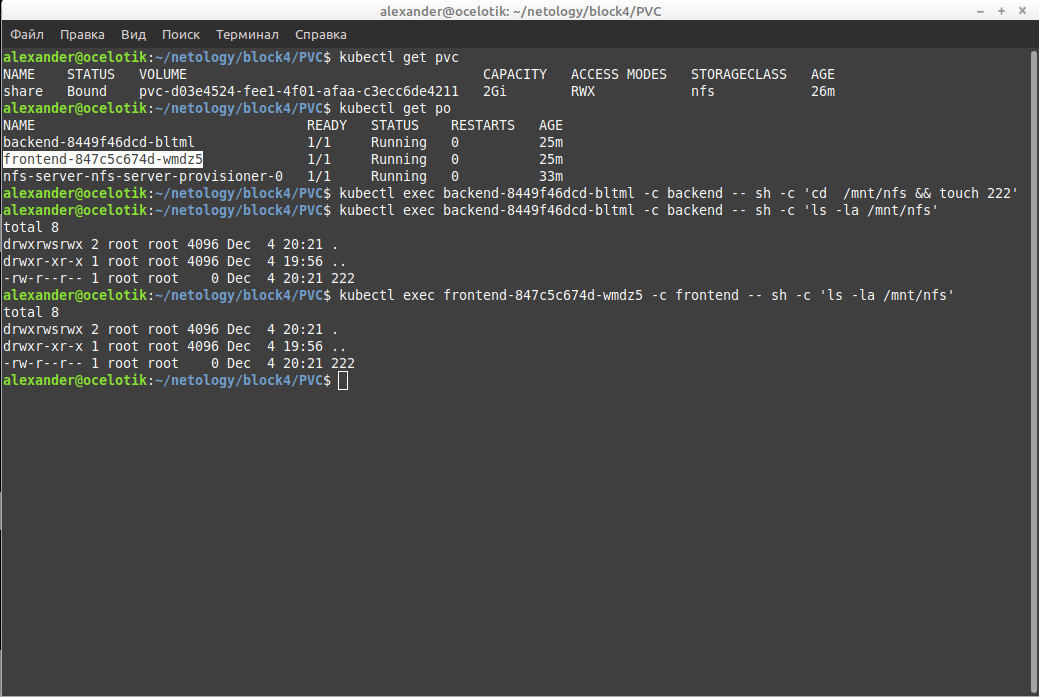 alexander@ocelotik: ~/netology/block4/PVC
Файл Правка Вид Поиск Терминал Справка
alexander@ocelotik:~/netology/block4/PVC$ kubectl get pvc
NAME    STATUS   VOLUME                                     CAPACITY   ACCESS MODES   STORAGECLASS   AGE
share   Bound    pvc-d03e4524-fee1-4f01-afaa-c3ecc6de4211   2Gi        RWX            nfs            26m
alexander@ocelotik:~/netology/block4/PVC$ kubectl get po
NAME                                  READY   STATUS    RESTARTS   AGE
backend-8449f46dcd-bltml              1/1     Running   0          25m
frontend-847c5c674d-wmdz5             1/1     Running   0          25m
nfs-server-nfs-server-provisioner-0   1/1     Running   0          33m
alexander@ocelotik:~/netology/block4/PVC$ kubectl exec backend-8449f46dcd-bltml -c backend -- sh -c 'cd  /mnt/nfs && touch 222'
alexander@ocelotik:~/netology/block4/PVC$ kubectl exec backend-8449f46dcd-bltml -c backend -- sh -c 'ls -la /mnt/nfs'
total 8
drwxrwsrwx 2 root root 4096 Dec  4 20:21 .
drwxr-xr-x 1 root root 4096 Dec  4 19:56 ..
-rw-r--r-- 1 root root    0 Dec  4 20:21 222
alexander@ocelotik:~/netology/block4/PVC$ kubectl exec frontend-847c5c674d-wmdz5 -c frontend -- sh -c 'ls -la /mnt/nfs'
total 8
drwxrwsrwx 2 root root 4096 Dec  4 20:21 .
drwxr-xr-x 1 root root 4096 Dec  4 19:56 ..
-rw-r--r-- 1 root root    0 Dec  4 20:21 222
alexander@ocelotik:~/netology/block4/PVC$